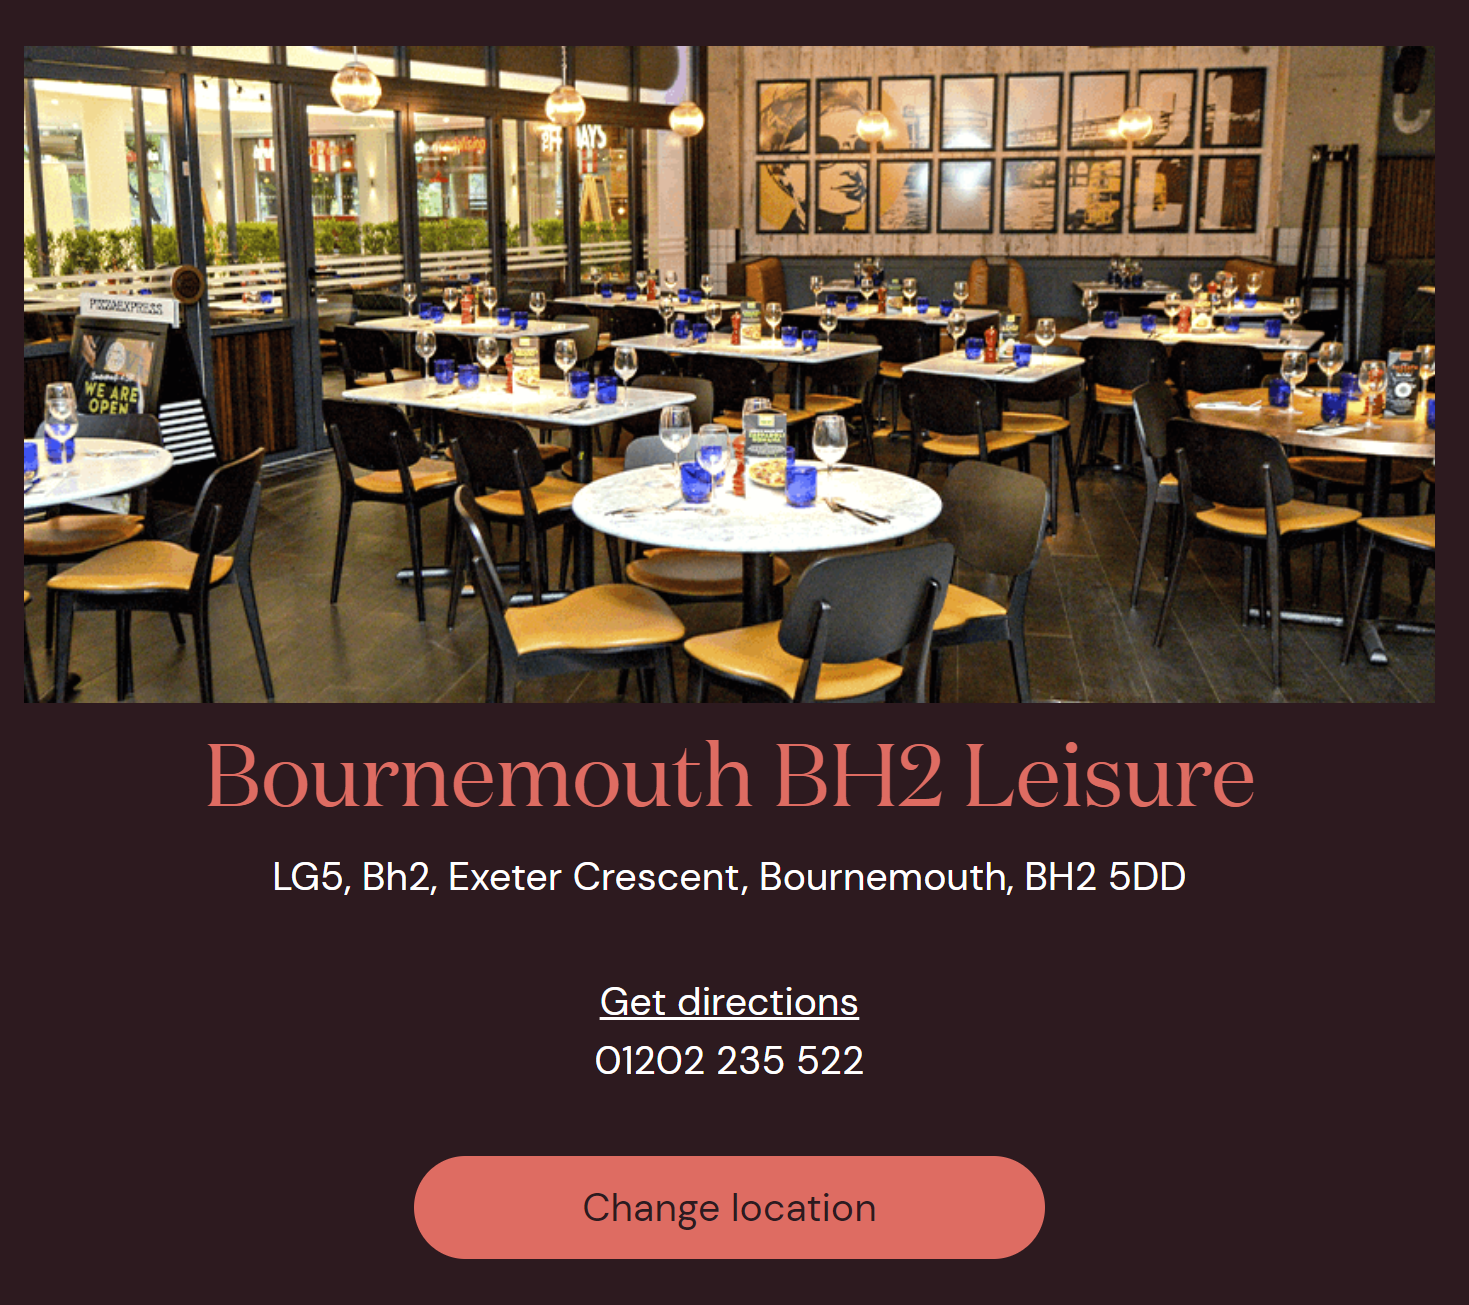 PIZZAEXPRESS
WE ARE
OPEN
Bournemouth BH2 Leisure
LG5, Bh2, Exeter Crescent, Bournemouth, BH2 5DD
Get directions
01202 235 522
Change location